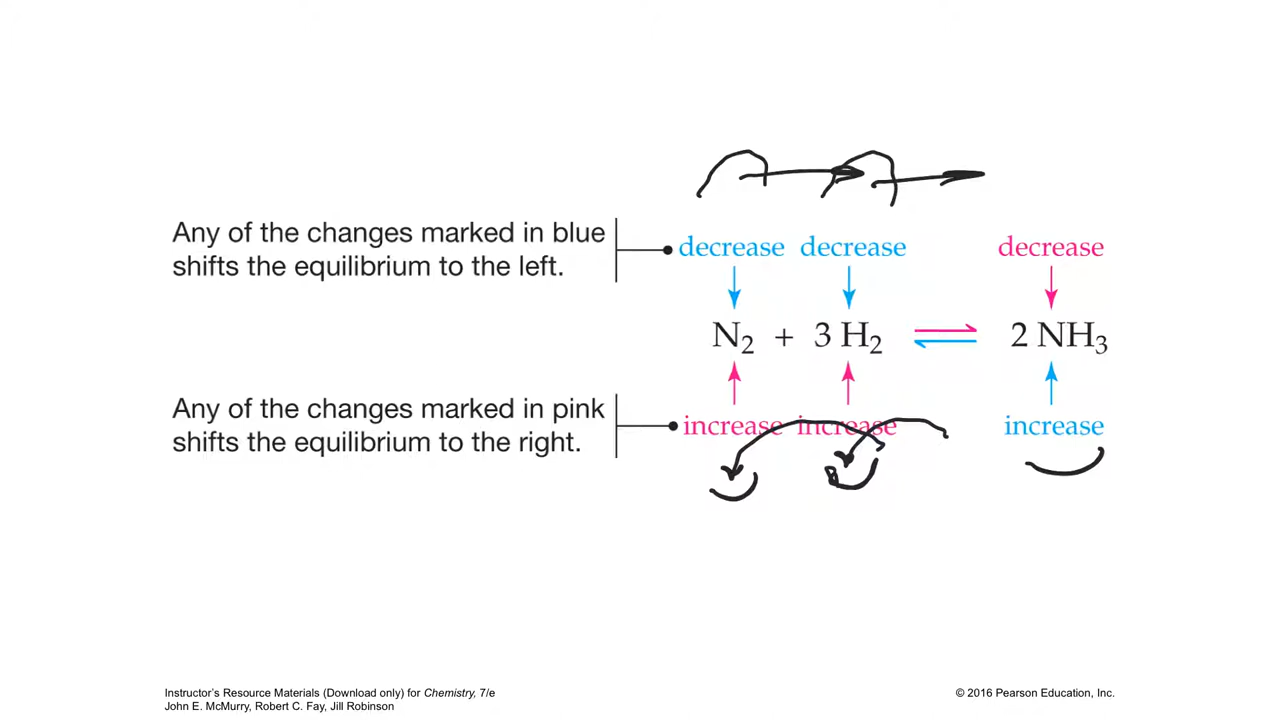 Any of the changes marked in blue
shifts the equilibrium to the left.
decrease decrease decrease
N₂ + 3 H₂ ⇌ 2 NH₃
Any of the changes marked in pink
shifts the equilibrium to the right.
increase increase increase
Instructor's Resource Materials (Download only) for Chemistry, 7/e
John E. McMurry, Robert C. Fay, Jill Robinson
© 2016 Pearson Education, Inc.